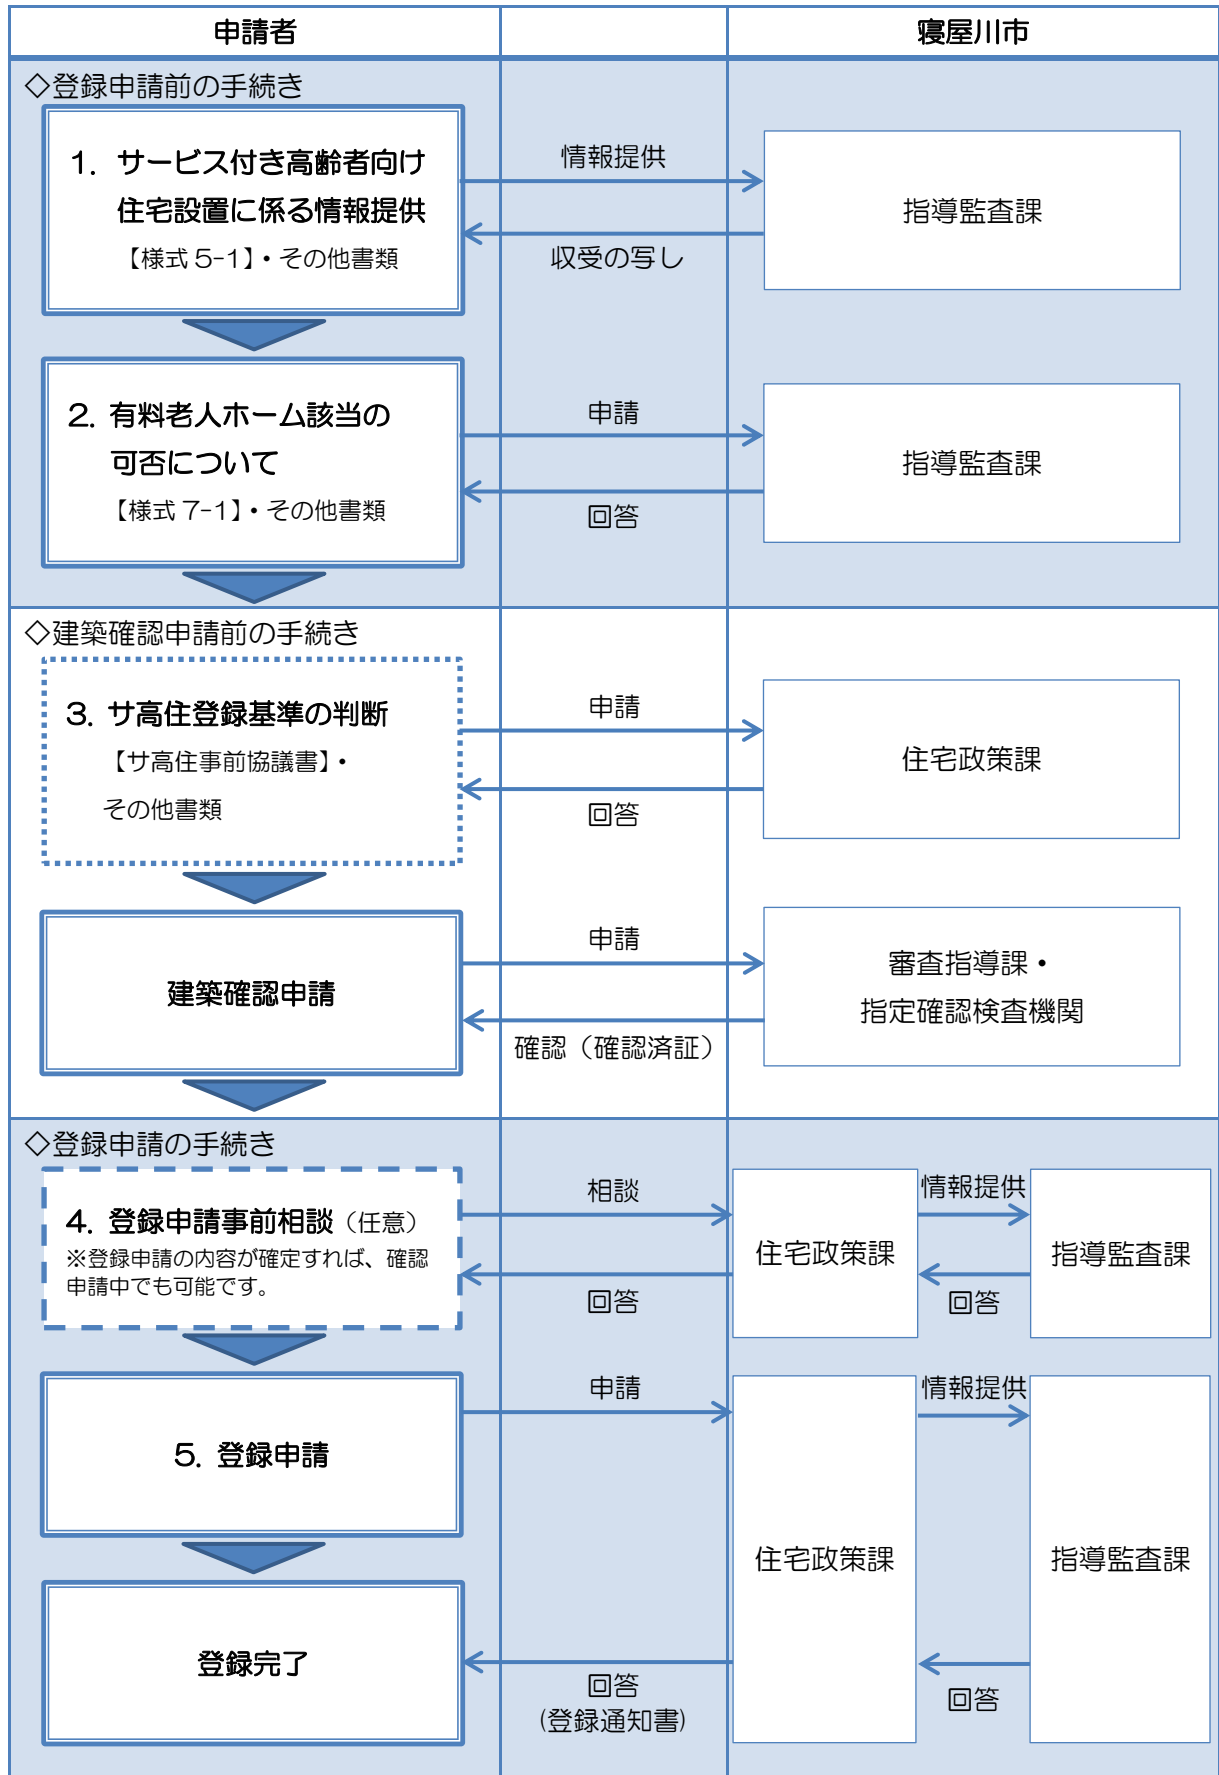 申請者
寝屋川市
◇登録申請前の手続き
1. サービス付き高齢者向け
住宅設置に係る情報提供
【様式 5-1】・その他書類
情報提供
収受の写し
指導監査課
2. 有料老人ホーム該当の
可否について
【様式 7-1】・その他書類
申請
回答
指導監査課
◇建築確認申請前の手続き
3. サ高住登録基準の判断
【サ高住事前協議書】・
その他書類
申請
回答
住宅政策課
建築確認申請
申請
確認（確認済証）
審査指導課・
指定確認検査機関
◇登録申請の手続き
4. 登録申請事前相談（任意）
※登録申請の内容が確定すれば、確認
申請中でも可能です。
相談
回答
住宅政策課
情報提供
回答
指導監査課
5. 登録申請
申請
住宅政策課
情報提供
指導監査課
登録完了
回答
(登録通知書)
回答